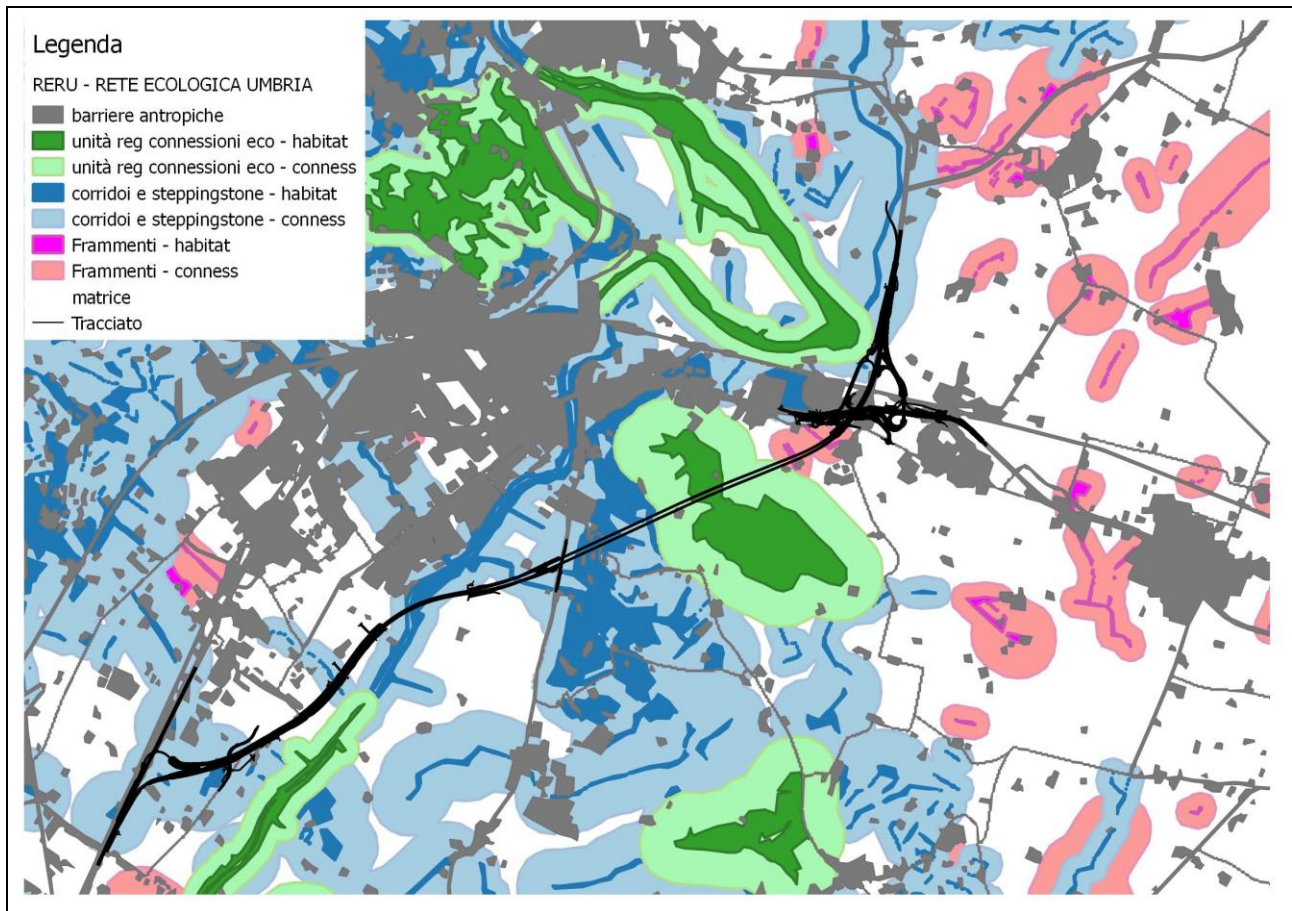 Legenda
RERU - RETE ECOLOGICA UMBRIA
barriere antropiche
unità reg connessioni eco - habitat
unità reg connessioni eco - conness
corridoi e steppingstone - habitat
corridoi e steppingstone - conness
Frammenti - habitat
Frammenti - conness
matrice
Tracciato